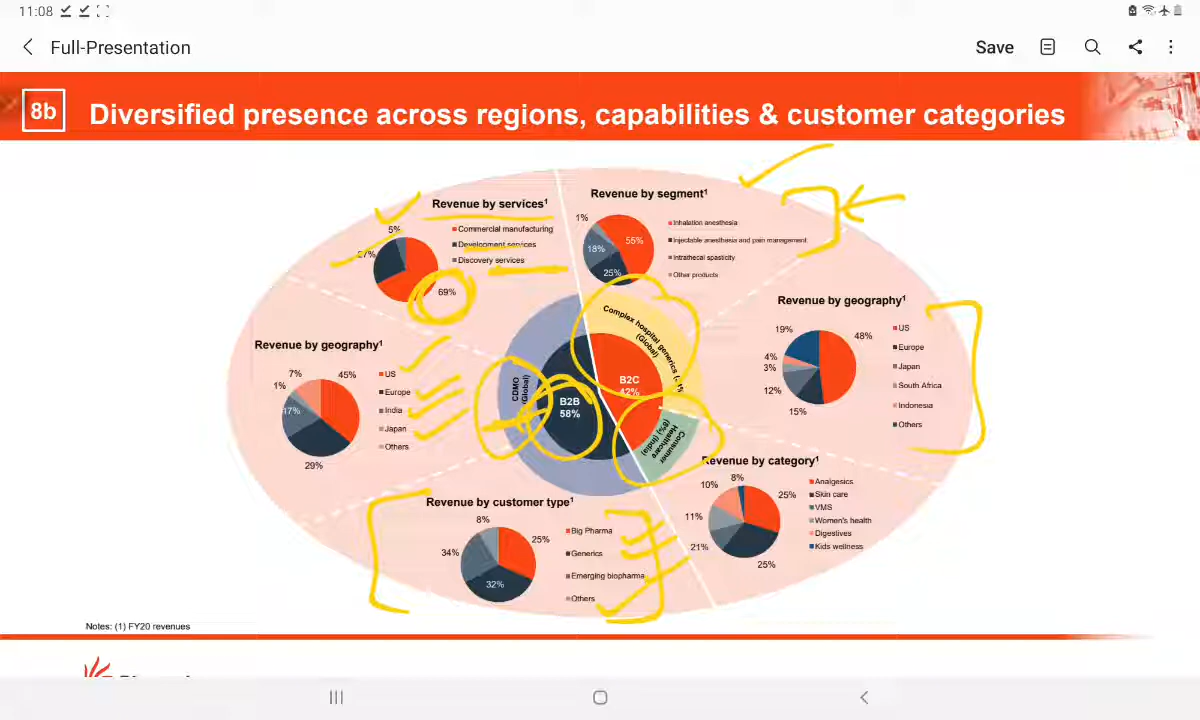 11:08
Full-Presentation
Save
8b
Diversified presence across regions, capabilities & customer categories
Revenue by services¹
5%
69%
Commercial manufacturing
Development services
Discovery services
Revenue by segment¹
1%
55%
18%
25%
Inhalation anesthesia
Injectable anesthesia and pain management
Intrathecal spasticity
Other products
Revenue by geography¹
19%
48%
4%
3%
12%
15%
US
Europe
Japan
South Africa
Indonesia
Others
Revenue by geography¹
7%
45%
1%
17%
29%
US
Europe
India
Japan
Others
CDMO
(Global)
B2B
58%
B2C
42%
Complex hospital generics
(Global)
Consumer
Healthcare
(8%) (India)
Revenue by category¹
10%
8%
25%
11%
21%
25%
Analgesics
Skin care
VMS
Women's health
Digestives
Kids wellness
Revenue by customer type¹
8%
25%
34%
32%
Big Pharma
Generics
Emerging biopharma
Others
Notes: (1) FY20 revenues